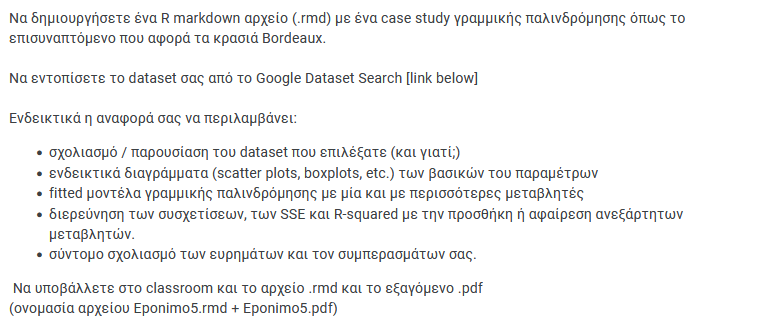 Να δημιουργήσετε ένα R markdown αρχείο (.rmd) με ένα case study γραμμικής παλινδρόμησης όπως το
επισυναπτόμενο που αφορά τα κρασιά Bordeaux.
Να εντοπίσετε το dataset σας από το Google Dataset Search [link below]
Ενδεικτικά η αναφορά σας να περιλαμβάνει:
• σχολιασμό / παρουσίαση του dataset που επιλέξατε (και γιατί;)
• ενδεικτικά διαγράμματα (scatter plots, boxplots, etc.) των βασικών του παραμέτρων
• fitted μοντέλα γραμμικής παλινδρόμησης με μία και με περισσότερες μεταβλητές
• διερεύνηση των συσχετίσεων, των SSE και R-squared με την προσθήκη ή αφαίρεση ανεξάρτητων
μεταβλητών.
• σύντομο σχολιασμό των ευρημάτων και τον συμπερασμάτων σας.
Να υποβάλλετε στο classroom και το αρχείο .rmd και το εξαγόμενο .pdf
(ονομασία αρχείου Eponimo5.rmd + Eponimo5.pdf)